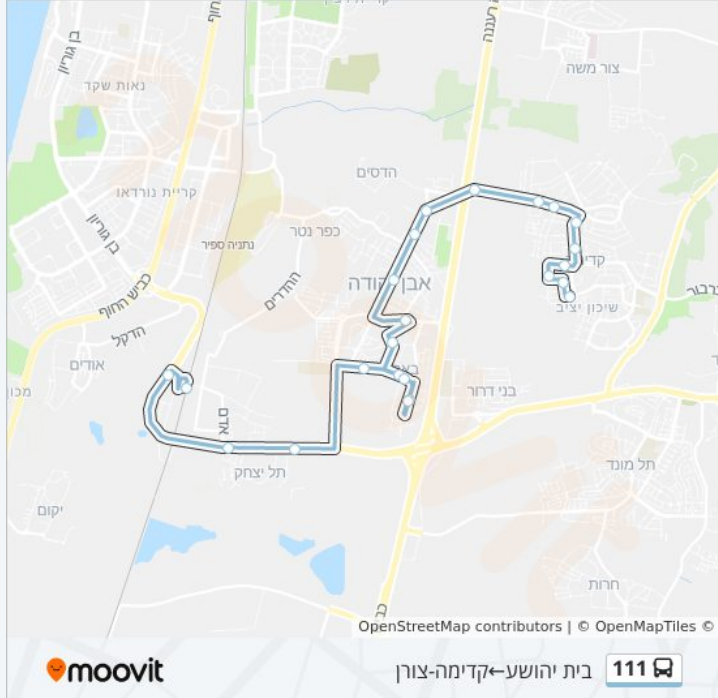 חוף
רעננה
צור משה
בן גוריון
נאות שקד
הדסים
קריית נורדאו
כפר נטר
נתניה ספיר
בן גוריון
ההדרים
כביש החוף
שיכון יציב
הדקל
אודים
בני דרור
תל יצחק
תל מונד
יקום
חרות
OpenStreetMap contributors | © OpenMapTiles ©
moovit
בית יהושע←קדימה-צורן
111